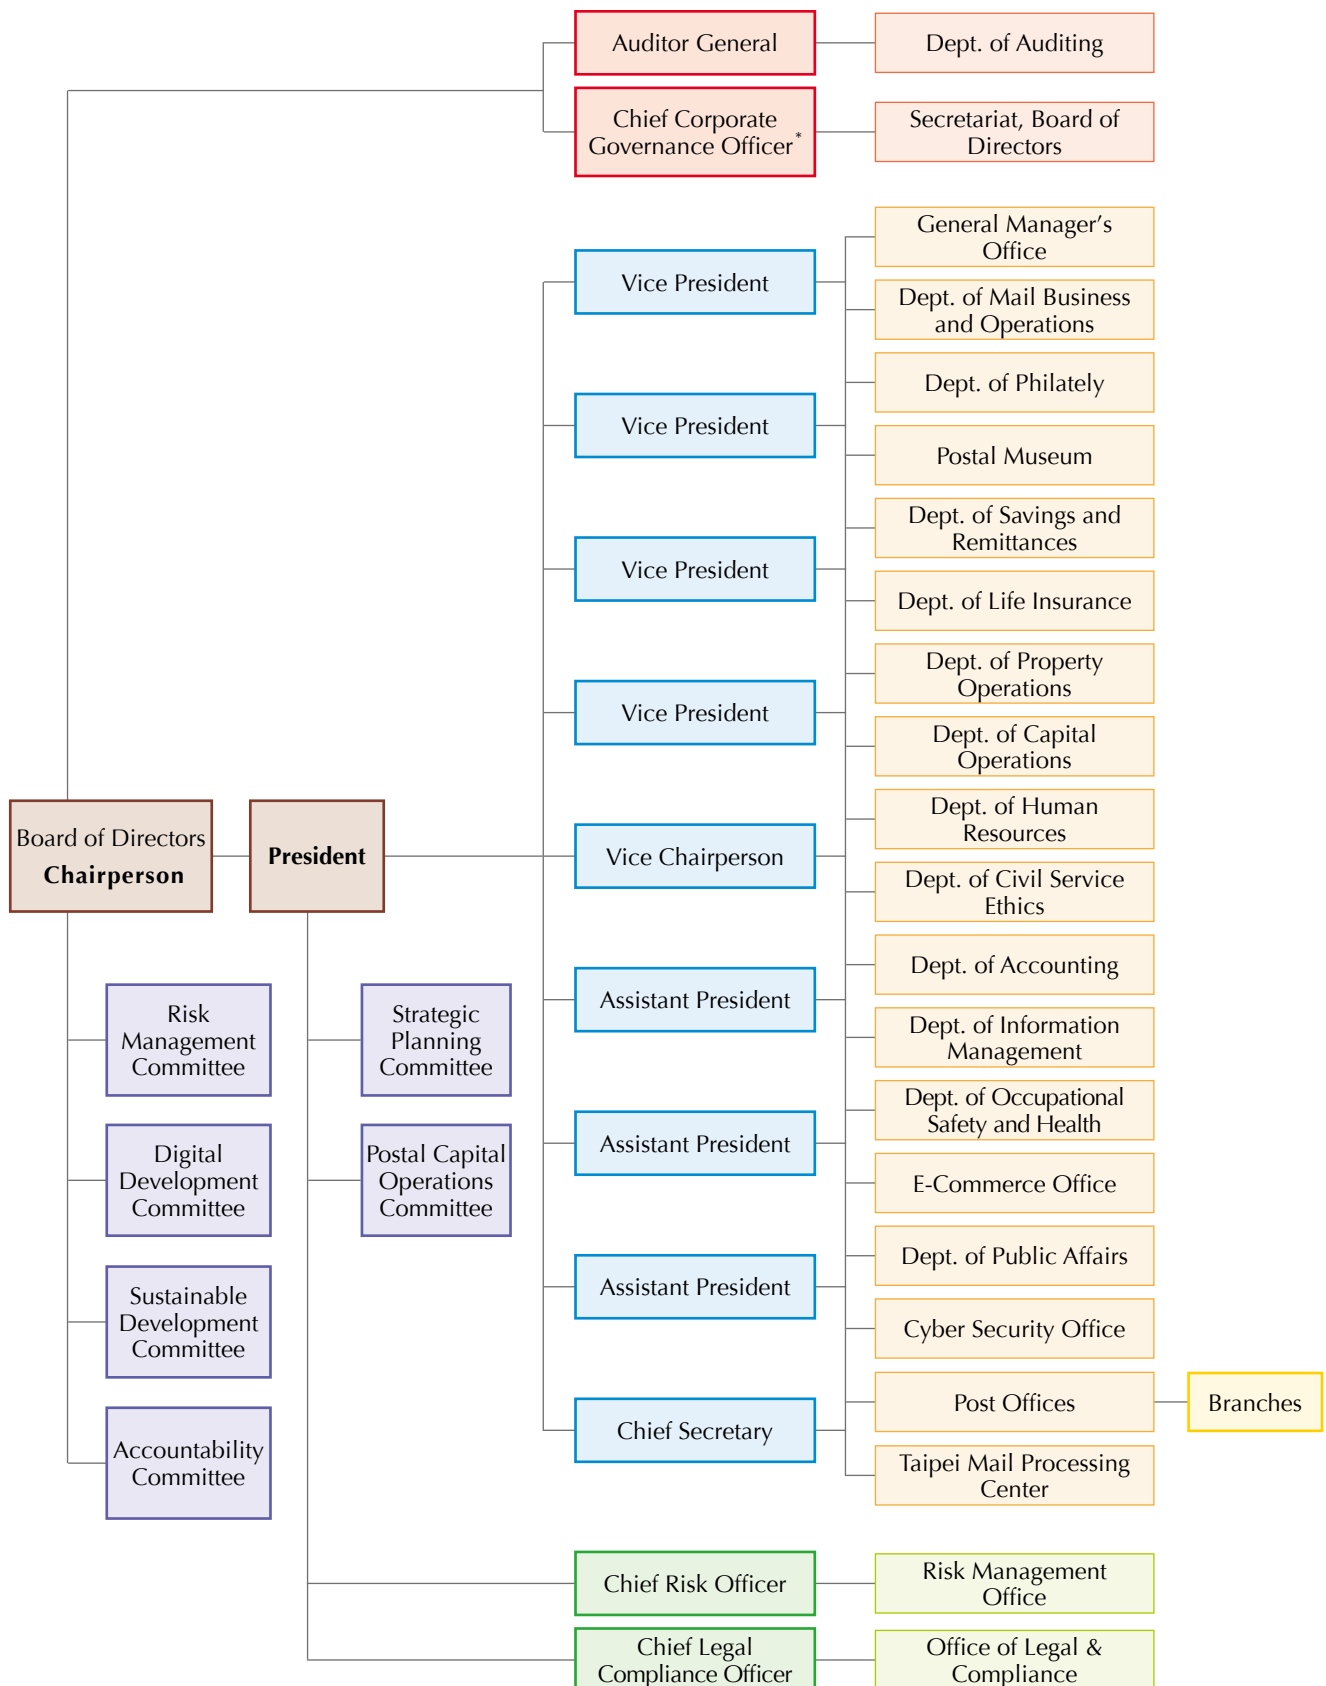 Auditor General
Dept. of Auditing
Chief Corporate
Governance Officer*
Secretariat, Board of
Directors
General Manager’s
Office
Vice President
Dept. of Mail Business
and Operations
Dept. of Philately
Vice President
Postal Museum
Dept. of Savings and
Remittances
Vice President
Dept. of Life Insurance
Dept. of Property
Operations
Vice President
Dept. of Capital
Operations
Board of Directors
Chairperson
President
Vice Chairperson
Dept. of Human
Resources
Dept. of Civil Service
Ethics
Dept. of Accounting
Risk
Management
Committee
Strategic
Planning
Committee
Assistant President
Dept. of Information
Management
Dept. of Occupational
Safety and Health
Digital
Development
Committee
Postal Capital
Operations
Committee
Assistant President
E-Commerce Office
Dept. of Public Affairs
Sustainable
Development
Committee
Assistant President
Cyber Security Office
Post Offices
Branches
Accountability
Committee
Chief Secretary
Taipei Mail Processing
Center
Chief Risk Officer
Risk Management
Office
Chief Legal
Compliance Officer
Office of Legal &
Compliance